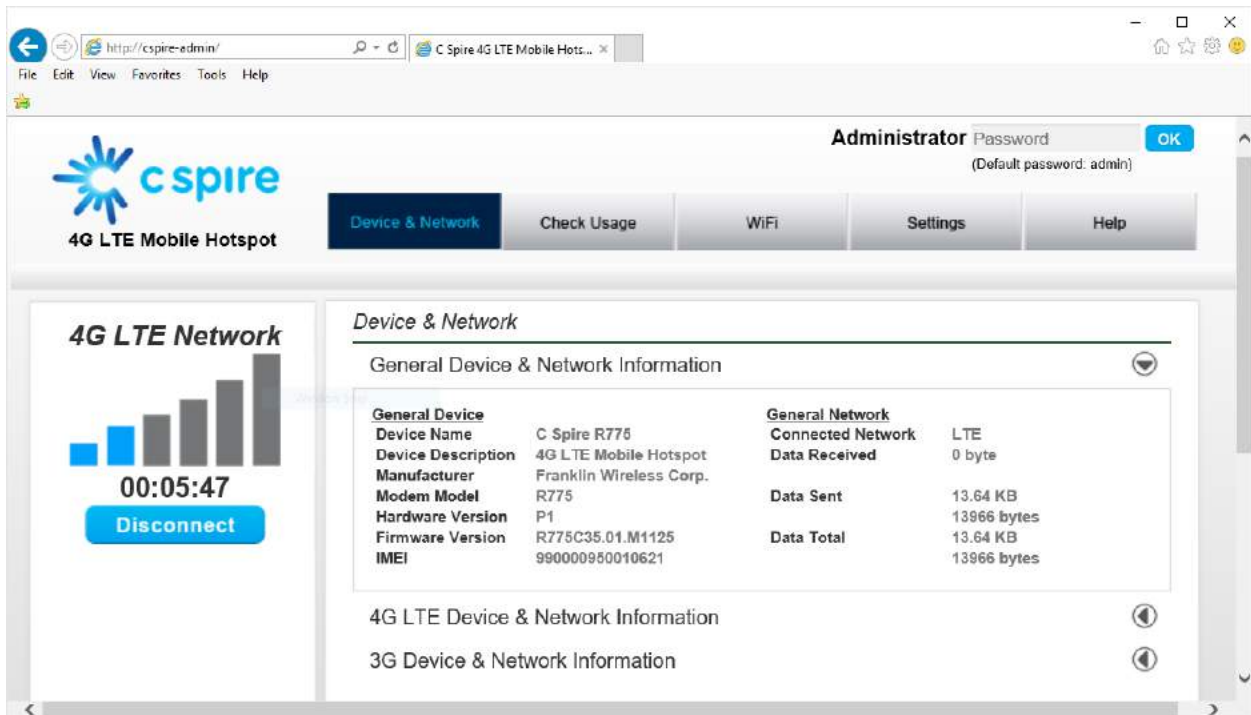 http://cspire-admin/
C Spire 4G LTE Mobile Hots...
File Edit View Favorites Tools Help
c spire
4G LTE Mobile Hotspot
Administrator Password OK
(Default password: admin)
Device & Network Check Usage WiFi Settings Help
4G LTE Network
00:05:47
Disconnect
Device & Network
General Device & Network Information
General Device General Network
Device Name C Spire R775 Connected Network LTE
Device Description 4G LTE Mobile Hotspot Data Received 0 byte
Manufacturer Franklin Wireless Corp.
Modem Model R775 Data Sent 13.64 KB
Hardware Version P1 13966 bytes
Firmware Version R775C35.01.M1125 Data Total 13.64 KB
IMEI 990000950010621 13966 bytes
4G LTE Device & Network Information
3G Device & Network Information